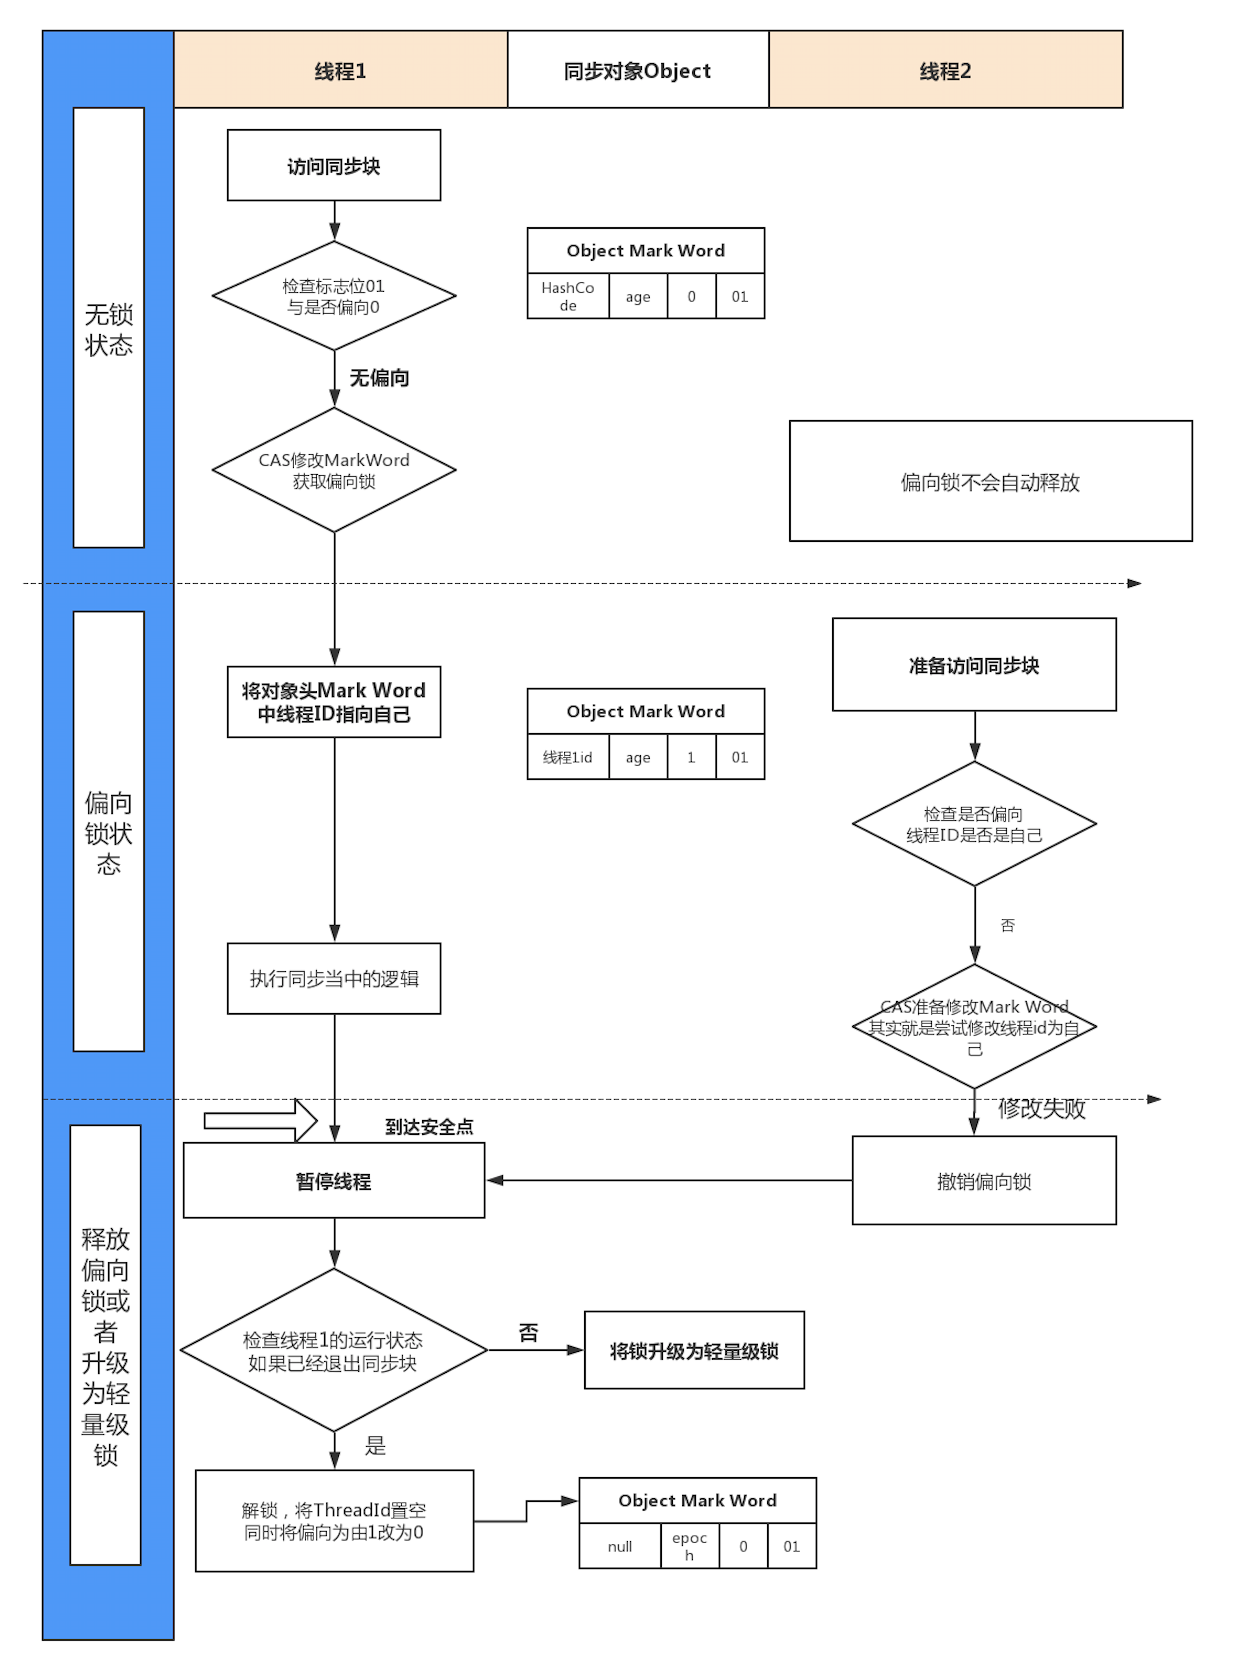 线程1
同步对象Object
线程2
无锁
状态
访问同步块
检查标志位01
与是否偏向0
Object Mark Word
HashCo
de
age
0
01
无偏向
CAS修改MarkWord
获取偏向锁
偏向锁不会自动释放
偏向
锁状
态
将对象头Mark Word
中线程ID指向自己
Object Mark Word
线程1id
age
1
01
准备访问同步块
检查是否偏向
线程ID是否是自己
否
执行同步当中的逻辑
CAS准备修改Mark Word
其实就是尝试修改线程id为自
己
修改失败
释放
偏向
锁或
者
升级
为轻
量级
锁
到达安全点
暂停线程
撤销偏向锁
检查线程1的运行状态
如果已经退出同步块
否
将锁升级为轻量级锁
是
解锁，将ThreadId置空
同时将偏向为由1改为0
Object Mark Word
null
epoc
h
0
01